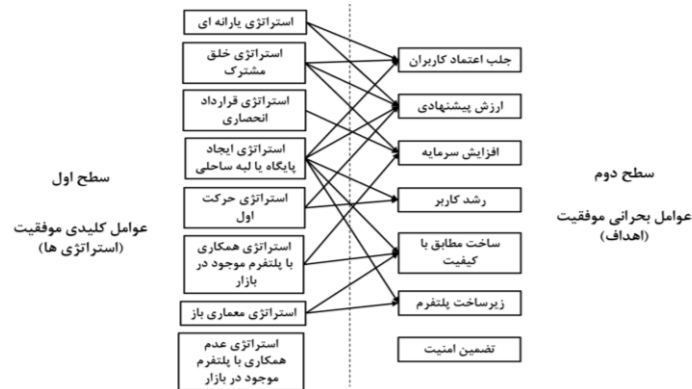 استراتژی یارانه ای
استراتژی خلق
مشترک
استراتژی قرارداد
انحصاری
استراتژی ایجاد
پایگاه یا لبه ساحلی
استراتژی حرکت
اول
استراتژی همکاری
با پلتفرم موجود در
بازار
استراتژی معماری باز
استراتژی عدم
همکاری با پلتفرم
موجود در بازار
جلب اعتماد کاربران
ارزش پیشنهادی
افزایش سرمایه
رشد کاربر
ساخت مطابق با
کیفیت
زیرساخت پلتفرم
تضمین امنیت
سطح دوم
عوامل بحرانی موفقیت
(اهداف)
سطح اول
عوامل کلیدی موفقیت
(استراتژی ها)